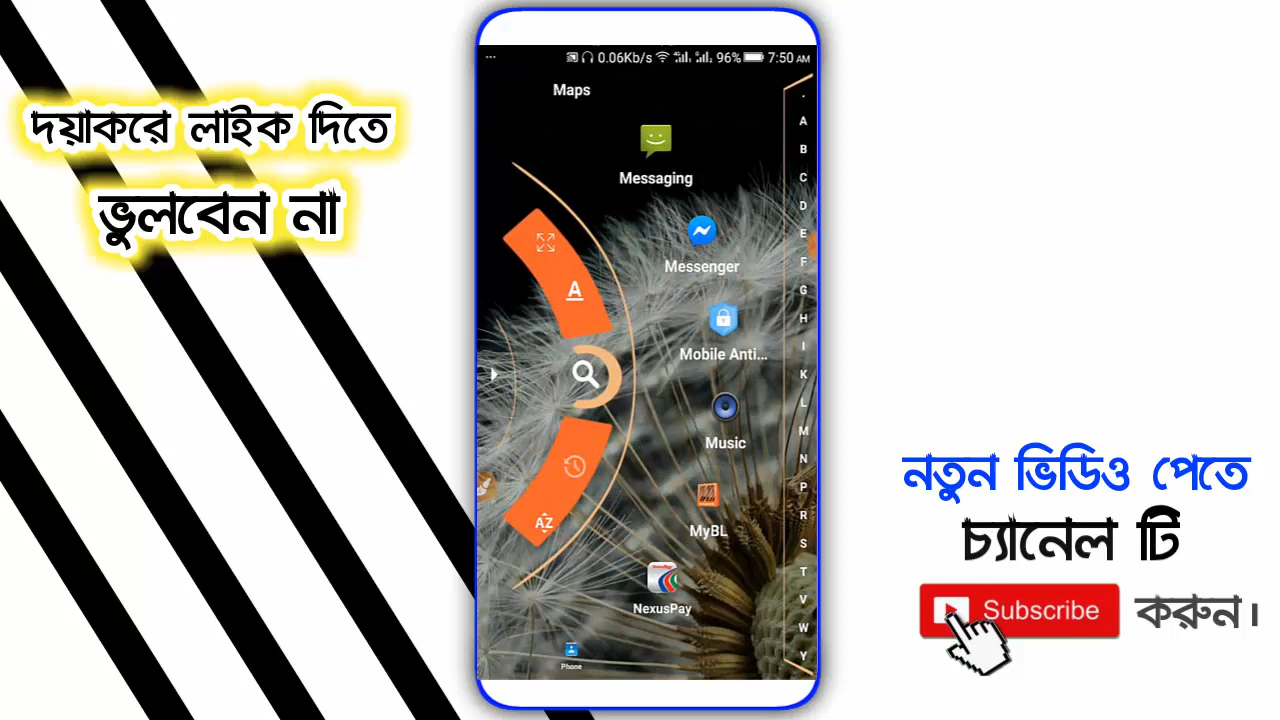 দয়াকরে লাইক দিতে
ভুলবেন না
... 0.06Kb/s 96% 7:50 AM
Maps
Messaging
A
Messenger
Mobile Anti...
Music
MyBL
AZ
NexusPay
Phone
.
A
B
C
D
E
F
G
H
I
K
L
M
N
P
R
S
T
V
W
Y
নতুন ভিডিও পেতে
চ্যানেল টি
Subscribe করুন।